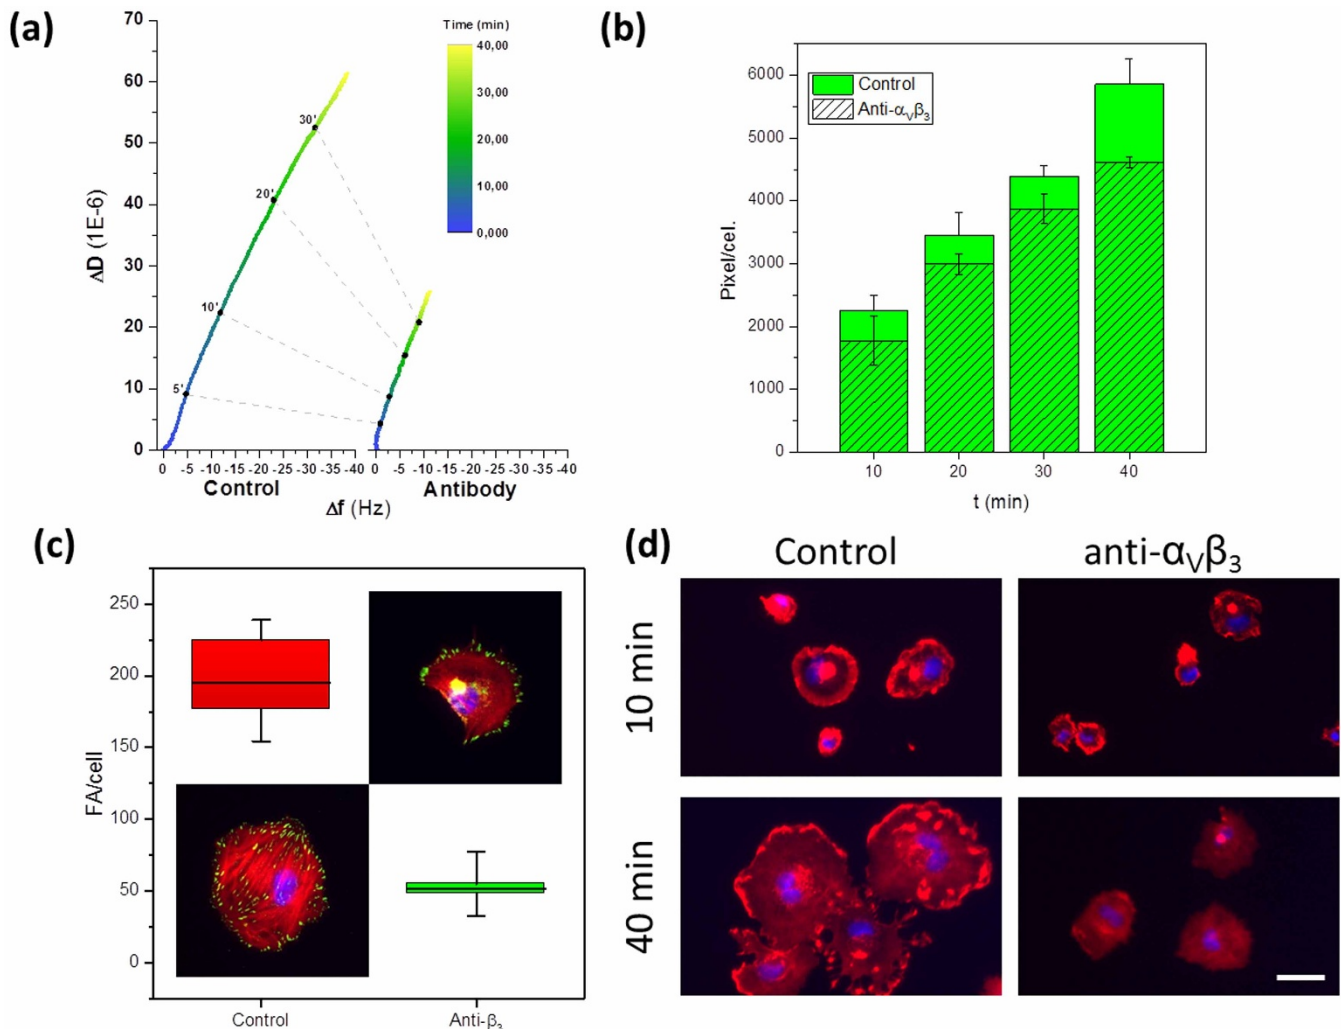 (a)
70
60
50
40
30
20
10
0
ΔD (1E-6)
Time (min)
40,00
30,00
20,00
10,00
0,000
30'
20'
10'
5'
0 -5 -10 -15 -20 -25 -30 -35 -40
0 -5 -10 -15 -20 -25 -30 -35 -40
Control
Antibody
Δf (Hz)
(b)
6000
5000
4000
3000
2000
1000
0
Pixel/cel.
Control
Anti-αVβ3
10 20 30 40
t (min)
(c)
250
200
150
100
50
0
FA/cell
Control
Anti-β3
(d)
Control
anti-αVβ3
10 min
40 min